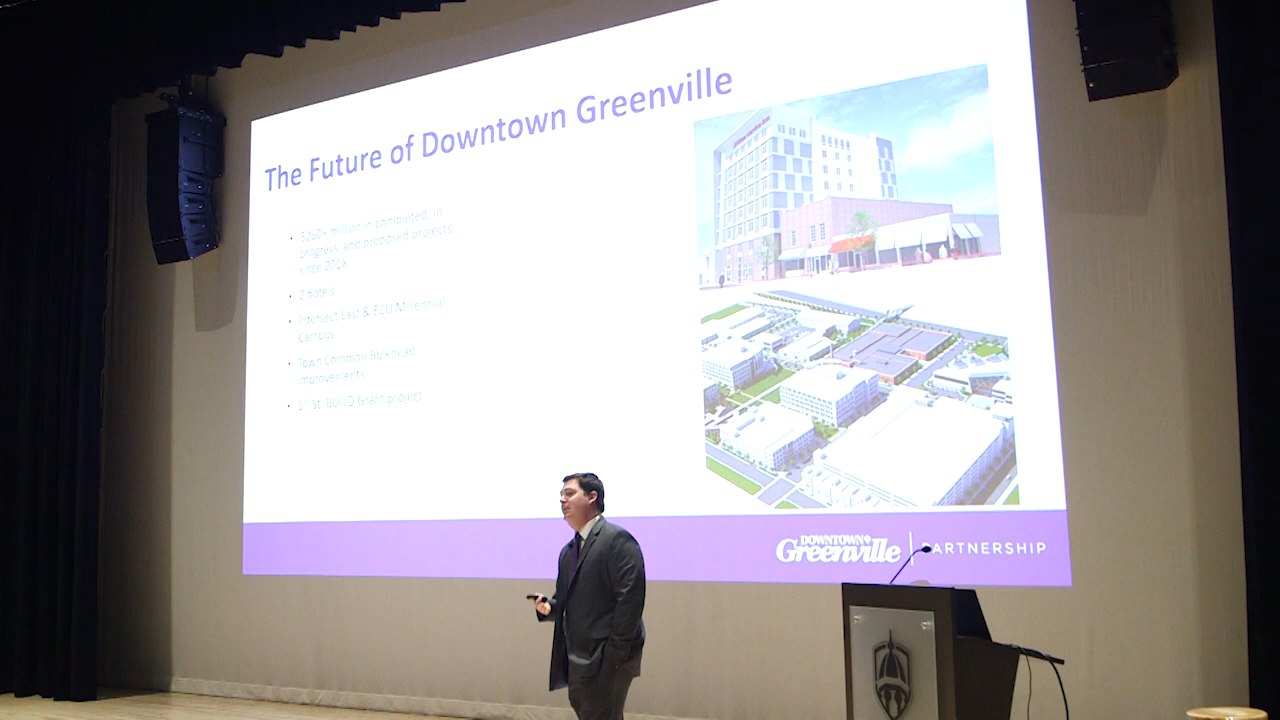 The Future of Downtown Greenville
• $260+ million in completed, in
progress, and proposed projects
since 2018
• 2 hotels
• Intersect East & ECU Millennial
Campus
• Town Common Bulkhead
improvements
• 5th St. BUILD Grant project
DOWNTOWN
Greenville
PARTNERSHIP